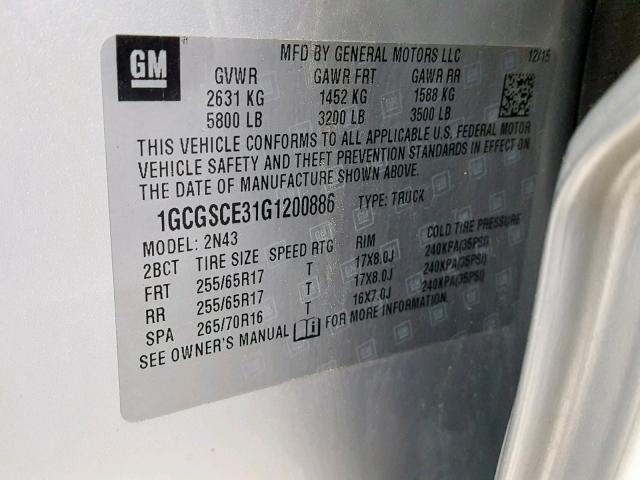 GM
MFD BY GENERAL MOTORS LLC 12/15
GVWR GAWR FRT GAWR RR
2631 KG 1452 KG 1588 KG
5800 LB 3200 LB 3500 LB
THIS VEHICLE CONFORMS TO ALL APPLICABLE U.S. FEDERAL MOTOR
VEHICLE SAFETY AND THEFT PREVENTION STANDARDS IN EFFECT ON
THE DATE OF MANUFACTURE SHOWN ABOVE.
1GCGSCE31G1200886 TYPE: TRUCK
MODEL: 2N43
2BCT TIRE SIZE SPEED RTG RIM COLD TIRE PRESSURE
FRT 255/65R17 T 17X8.0J 240KPA(35PSI)
RR 255/65R17 T 17X8.0J 240KPA(35PSI)
SPA 265/70R16 T 16X7.0J 240KPA(35PSI)
SEE OWNER'S MANUAL i FOR MORE INFORMATION.